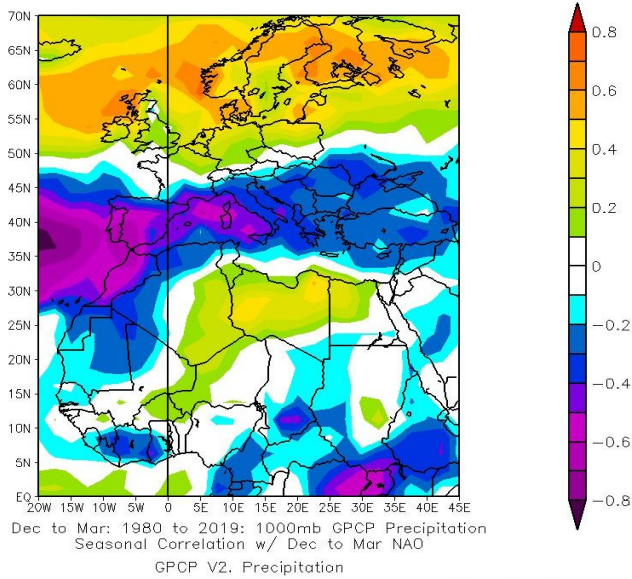 70N
65N
60N
55N
50N
45N
40N
35N
30N
25N
20N
15N
10N
5N
EQ
20W 15W 10W 5W 0 5E 10E 15E 20E 25E 30E 35E 40E 45E
0.8
0.6
0.4
0.2
0
−0.2
−0.4
−0.6
−0.8
Dec to Mar: 1980 to 2019: 1000mb GPCP Precipitation
Seasonal Correlation w/ Dec to Mar NAO
GPCP V2. Precipitation